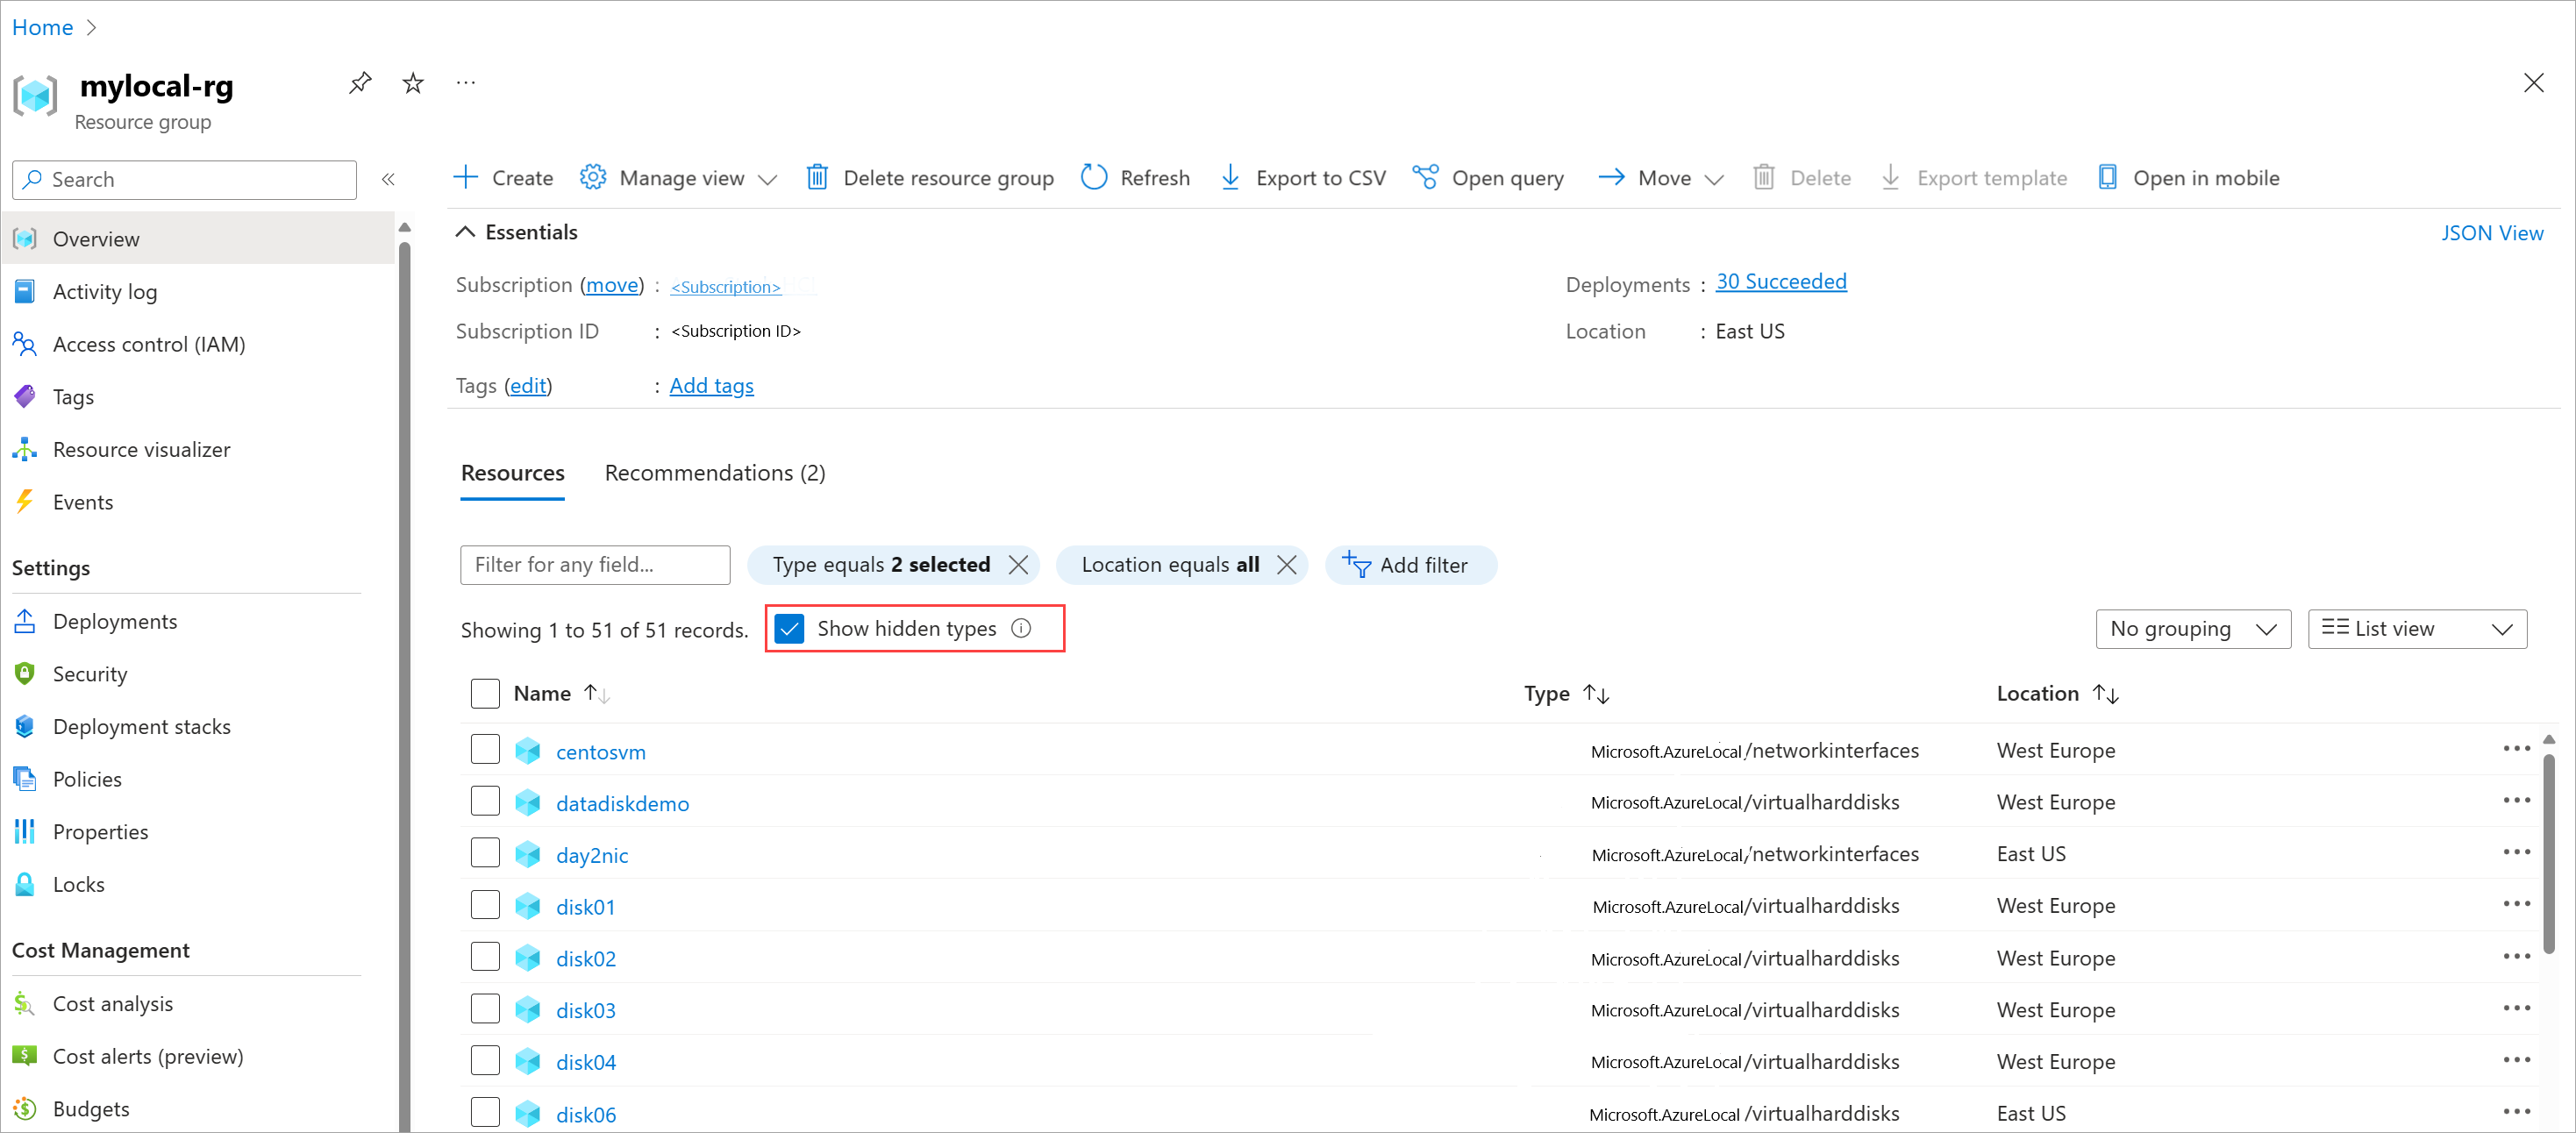 Home
mylocal-rg
Resource group
Search
Overview
Activity log
Access control (IAM)
Tags
Resource visualizer
Events
Settings
Deployments
Security
Deployment stacks
Policies
Properties
Locks
Cost Management
Cost analysis
Cost alerts (preview)
Budgets
Create Manage view Delete resource group Refresh Export to CSV Open query Move Delete Export template Open in mobile
Essentials JSON View
Subscription (move) : <Subscription> Deployments : 30 Succeeded
Subscription ID : <Subscription ID> Location : East US
Tags (edit) : Add tags
Resources Recommendations (2)
Filter for any field... Type equals 2 selected Location equals all Add filter
Showing 1 to 51 of 51 records. Show hidden types No grouping List view
Name Type Location
centosvm Microsoft.AzureLocal/networkinterfaces West Europe
datadiskdemo Microsoft.AzureLocal/virtualharddisks West Europe
day2nic Microsoft.AzureLocal/networkinterfaces East US
disk01 Microsoft.AzureLocal/virtualharddisks West Europe
disk02 Microsoft.AzureLocal/virtualharddisks West Europe
disk03 Microsoft.AzureLocal/virtualharddisks West Europe
disk04 Microsoft.AzureLocal/virtualharddisks West Europe
disk06 Microsoft.AzureLocal/virtualharddisks East US